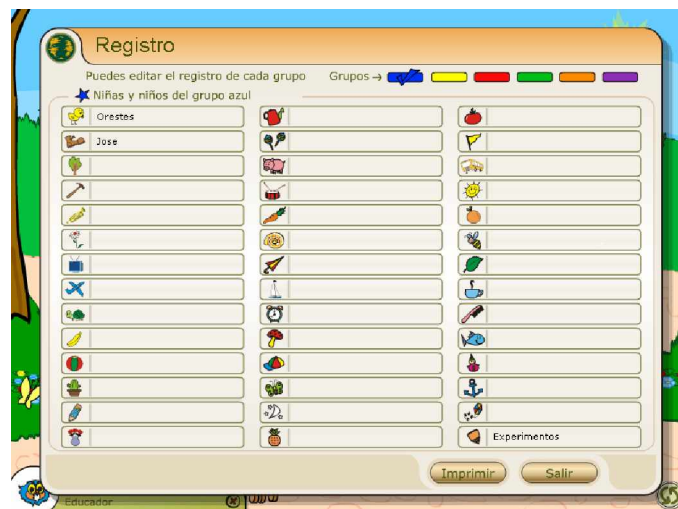 Registro
Puedes editar el registro de cada grupo Grupos →
Niñas y niños del grupo azul
Orestes
Jose
Experimentos
Imprimir Salir
Educador